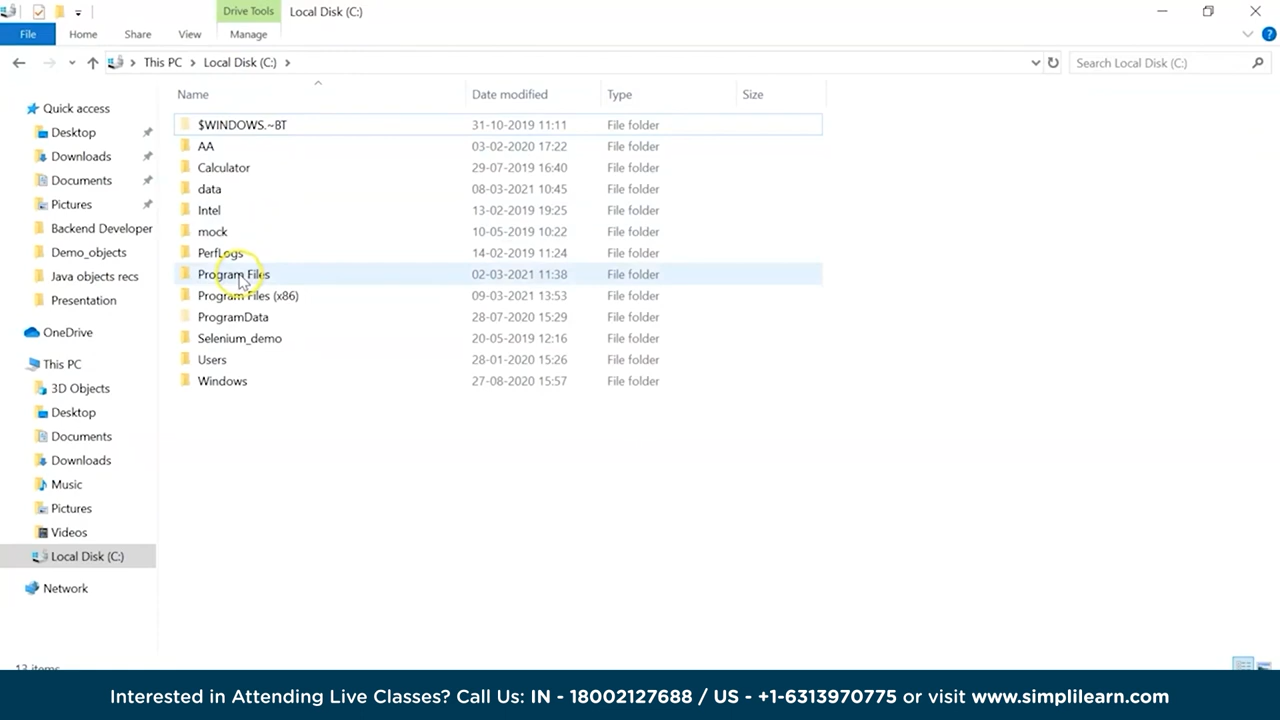 Drive Tools
Local Disk (C:)
File
Home
Share
View
Manage
This PC
Local Disk (C:)
Search Local Disk (C:)
Name
Date modified
Type
Size
Quick access
Desktop
Downloads
Documents
Pictures
Backend Developer
Demo_objects
Java objects recs
Presentation
OneDrive
This PC
3D Objects
Desktop
Documents
Downloads
Music
Pictures
Videos
Local Disk (C:)
Network
$WINDOWS.~BT 31-10-2019 11:11 File folder
AA 03-02-2020 17:22 File folder
Calculator 29-07-2019 16:40 File folder
data 08-03-2021 10:45 File folder
Intel 13-02-2019 19:25 File folder
mock 10-05-2019 10:22 File folder
PerfLogs 14-02-2019 11:24 File folder
Program Files 02-03-2021 11:38 File folder
Program Files (x86) 09-03-2021 13:53 File folder
ProgramData 28-07-2020 15:29 File folder
Selenium_demo 20-05-2019 12:16 File folder
Users 28-01-2020 15:26 File folder
Windows 27-08-2020 15:57 File folder
13 items
Interested in Attending Live Classes? Call Us: IN - 18002127688 / US - +1-6313970775 or visit www.simplilearn.com